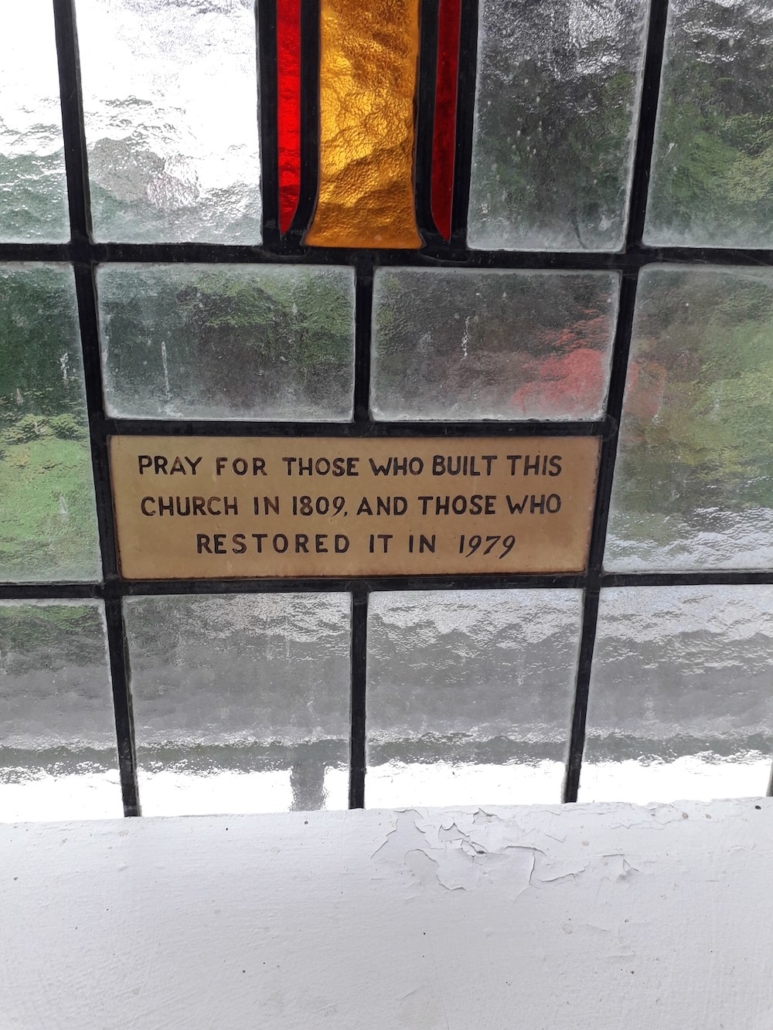 PRAY FOR THOSE WHO BUILT THIS
CHURCH IN 1809, AND THOSE WHO
RESTORED IT IN 1979